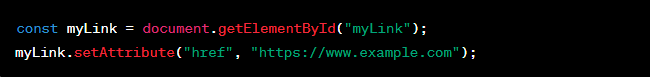 const myLink = document.getElementById("myLink");
myLink.setAttribute("href", "https://www.example.com");